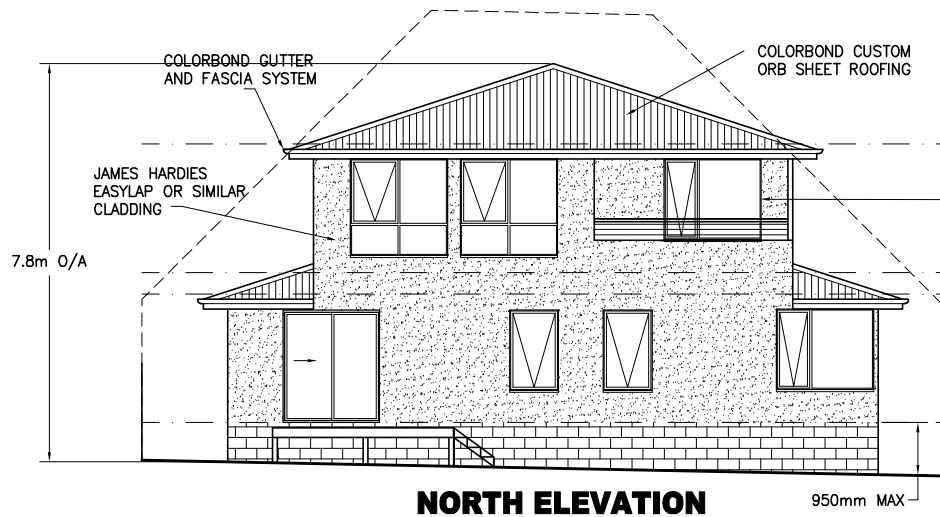 COLORBOND GUTTER
AND FASCIA SYSTEM
COLORBOND CUSTOM
ORB SHEET ROOFING
JAMES HARDIES
EASYLAP OR SIMILAR
CLADDING
7.8m O/A
NORTH ELEVATION
950mm MAX